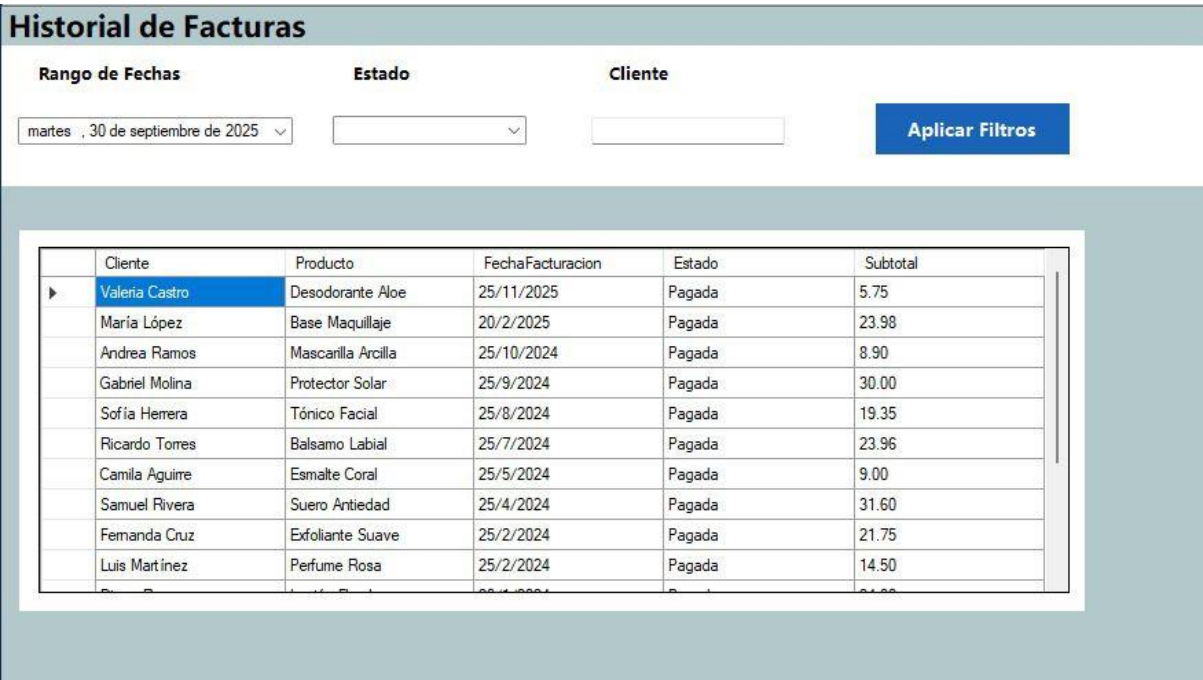 Historial de Facturas
Rango de Fechas Estado Cliente
martes , 30 de septiembre de 2025 Aplicar Filtros
Cliente Producto FechaFacturacion Estado Subtotal
Valeria Castro Desodorante Aloe 25/11/2025 Pagada 5.75
María López Base Maquillaje 20/2/2025 Pagada 23.98
Andrea Ramos Mascarilla Arcilla 25/10/2024 Pagada 8.90
Gabriel Molina Protector Solar 25/9/2024 Pagada 30.00
Sofía Herrera Tónico Facial 25/8/2024 Pagada 19.35
Ricardo Torres Balsamo Labial 25/7/2024 Pagada 23.96
Camila Aguirre Esmalte Coral 25/5/2024 Pagada 9.00
Samuel Rivera Suero Antiedad 25/4/2024 Pagada 31.60
Fernanda Cruz Exfoliante Suave 25/2/2024 Pagada 21.75
Luis Martínez Perfume Rosa 25/2/2024 Pagada 14.50